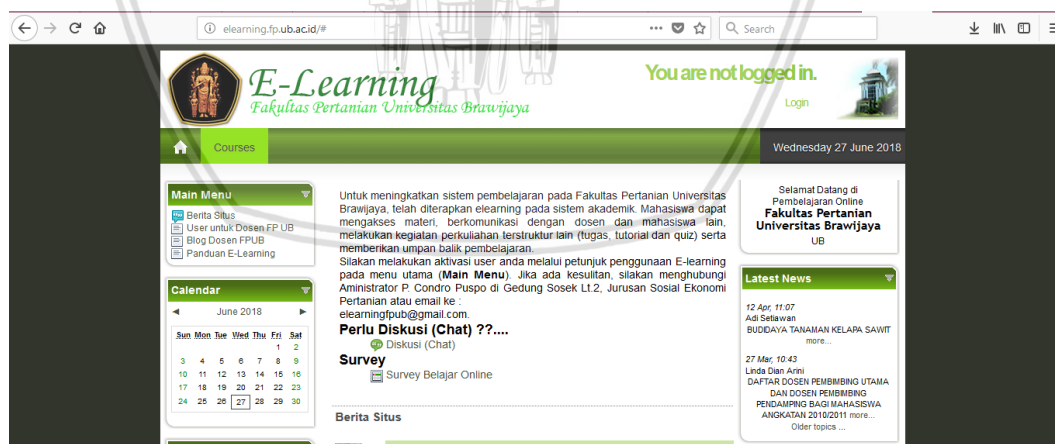 elearning.fp.ub.ac.id/#
Search
E-Learning
Fakultas Pertanian Universitas Brawijaya
You are not logged in.
Login
Courses
Wednesday 27 June 2018
Main Menu
Berita Situs
User untuk Dosen FP UB
Blog Dosen FPUB
Panduan E-Learning
Calendar
◄ June 2018 ►
Sun Mon Tue Wed Thu Fri Sat
1 2
3 4 5 6 7 8 9
10 11 12 13 14 15 16
17 18 19 20 21 22 23
24 25 26 27 28 29 30
Untuk meningkatkan sistem pembelajaran pada Fakultas Pertanian Universitas
Brawijaya, telah diterapkan elearning pada sistem akademik. Mahasiswa dapat
mengakses materi, berkomunikasi dengan dosen dan mahasiswa lain,
melakukan kegiatan perkuliahan terstruktur lain (tugas, tutorial dan quiz) serta
memberikan umpan balik pembelajaran.
Silakan melakukan aktivasi user anda melalui petunjuk penggunaan E-learning
pada menu utama (Main Menu). Jika ada kesulitan, silakan menghubungi
Aministrator P. Condro Puspo di Gedung Sosek Lt.2, Jurusan Sosial Ekonomi
Pertanian atau email ke :
elearningfpub@gmail.com.
Perlu Diskusi (Chat) ??....
Diskusi (Chat)
Survey
Survey Belajar Online
Berita Situs
Selamat Datang di
Pembelajaran Online
Fakultas Pertanian
Universitas Brawijaya
UB
Latest News
12 Apr, 11:07
Adi Setiawan
BUDIDAYA TANAMAN KELAPA SAWIT
more...
27 Mar, 10:43
Linda Dian Arini
DAFTAR DOSEN PEMBIMBING UTAMA
DAN DOSEN PEMBIMBING
PENDAMPING BAGI MAHASISWA
ANGKATAN 2010/2011 more...
Older topics ...